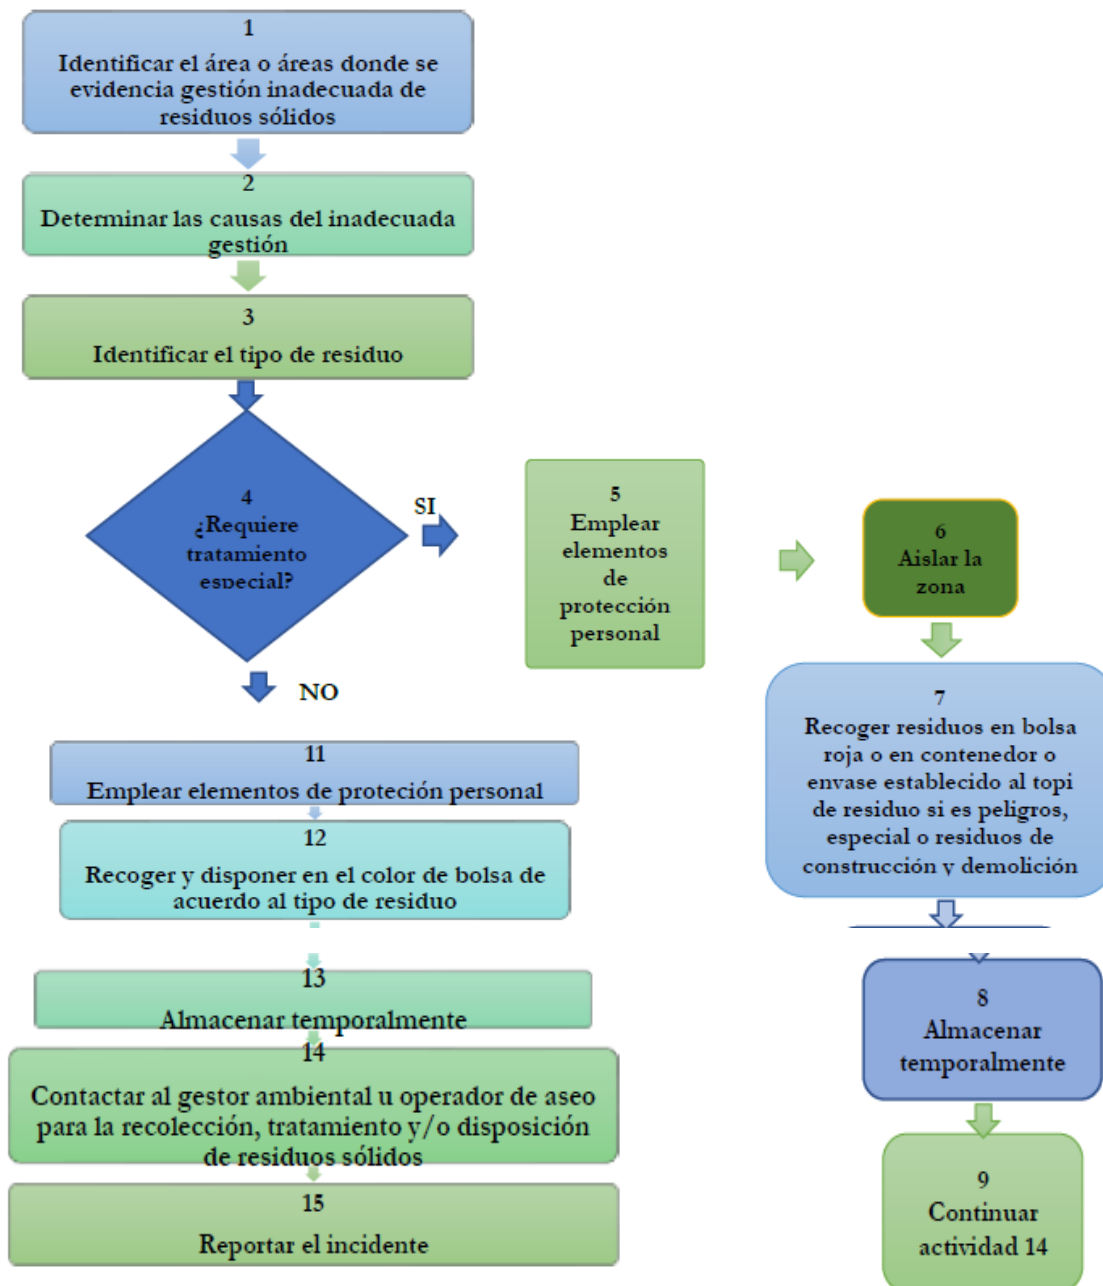 1
Identificar el área o áreas donde se
evidencia gestión inadecuada de
residuos sólidos
2
Determinar las causas del inadecuada
gestión
3
Identificar el tipo de residuo
4
¿Requiere
tratamiento
especial?
SI
5
Emplear
elementos
de
protección
personal
6
Aislar la
zona
7
Recoger residuos en bolsa
roja o en contenedor o
envase establecido al topi
de residuo si es peligros,
especial o residuos de
construcción y demolición
8
Almacenar
temporalmente
9
Continuar
actividad 14
NO
11
Emplear elementos de proteción personal
12
Recoger y disponer en el color de bolsa de
acuerdo al tipo de residuo
13
Almacenar temporalmente
14
Contactar al gestor ambiental u operador de aseo
para la recolección, tratamiento y/o disposición
de residuos sólidos
15
Reportar el incidente